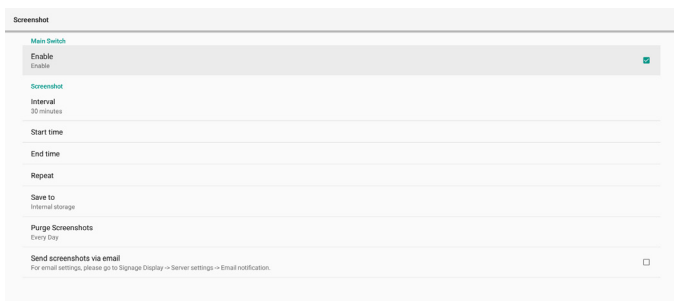 Screenshot
Main Switch
Enable
Enable
Screenshot
Interval
30 minutes
Start time
End time
Repeat
Save to
Internal storage
Purge Screenshots
Every Day
Send screenshots via email
For email settings, please go to Signage Display -> Server settings -> Email notification.